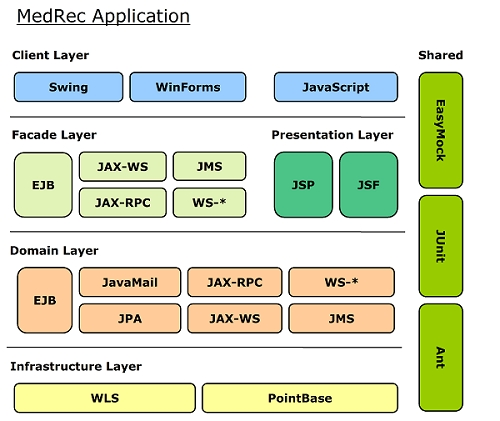 MedRec Application
Client Layer
Shared
Swing
WinForms
JavaScript
EasyMock
Facade Layer
Presentation Layer
EJB
JAX-WS
JMS
JSP
JSF
JAX-RPC
WS-*
JUnit
Domain Layer
EJB
JavaMail
JAX-RPC
WS-*
JPA
JAX-WS
JMS
Ant
Infrastructure Layer
WLS
PointBase